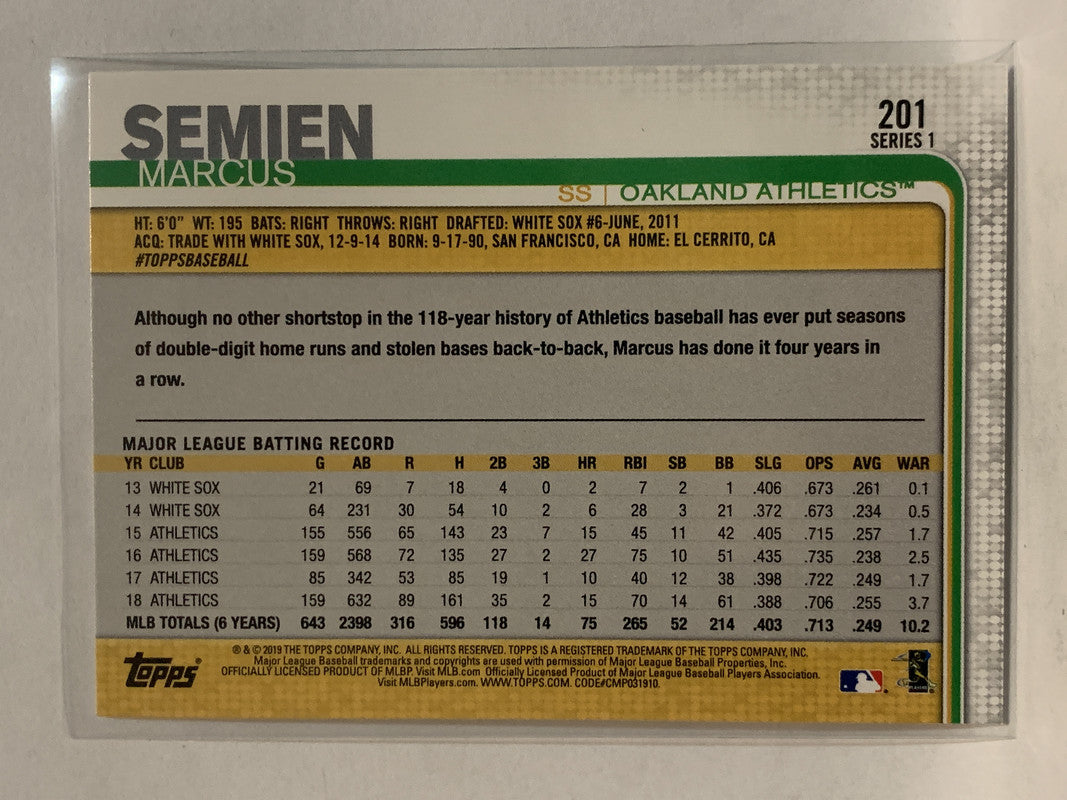 SEMIEN
MARCUS
201
SERIES 1
SS | OAKLAND ATHLETICS™
HT: 6'0" WT: 195 BATS: RIGHT THROWS: RIGHT DRAFTED: WHITE SOX #6-JUNE, 2011
ACQ: TRADE WITH WHITE SOX, 12-9-14 BORN: 9-17-90, SAN FRANCISCO, CA HOME: EL CERRITO, CA
#TOPPSBASEBALL
Although no other shortstop in the 118-year history of Athletics baseball has ever put seasons
of double-digit home runs and stolen bases back-to-back, Marcus has done it four years in
a row.
MAJOR LEAGUE BATTING RECORD
YR CLUB G AB R H 2B 3B HR RBI SB BB SLG OPS AVG WAR
13 WHITE SOX 21 69 7 18 4 0 2 7 2 1 .406 .673 .261 0.1
14 WHITE SOX 64 231 30 54 10 2 6 28 3 21 .372 .673 .234 0.5
15 ATHLETICS 155 556 65 143 23 7 15 45 11 42 .405 .715 .257 1.7
16 ATHLETICS 159 568 72 135 27 2 27 75 10 51 .435 .735 .238 2.5
17 ATHLETICS 85 342 53 85 19 1 10 40 12 38 .398 .722 .249 1.7
18 ATHLETICS 159 632 89 161 35 2 15 70 14 61 .388 .706 .255 3.7
MLB TOTALS (6 YEARS) 643 2398 316 596 118 14 75 265 52 214 .403 .713 .249 10.2
Topps
® & © 2019 THE TOPPS COMPANY, INC. ALL RIGHTS RESERVED. TOPPS IS A REGISTERED TRADEMARK OF THE TOPPS COMPANY, INC.
Major League Baseball trademarks and copyrights are used with permission of Major League Baseball Properties, Inc.
OFFICIALLY LICENSED PRODUCT OF MLBP. Visit MLB.com Officially Licensed Product of Major League Baseball Players Association.
Visit MLBPlayers.com. WWW.TOPPS.COM. CODE#CMP031910.